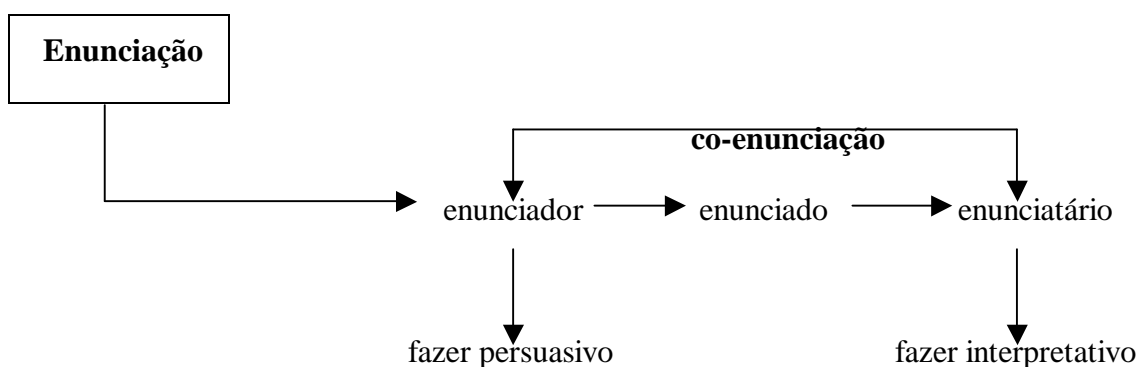 Enunciação
co-enunciação
enunciador enunciado enunciatário
fazer persuasivo fazer interpretativo